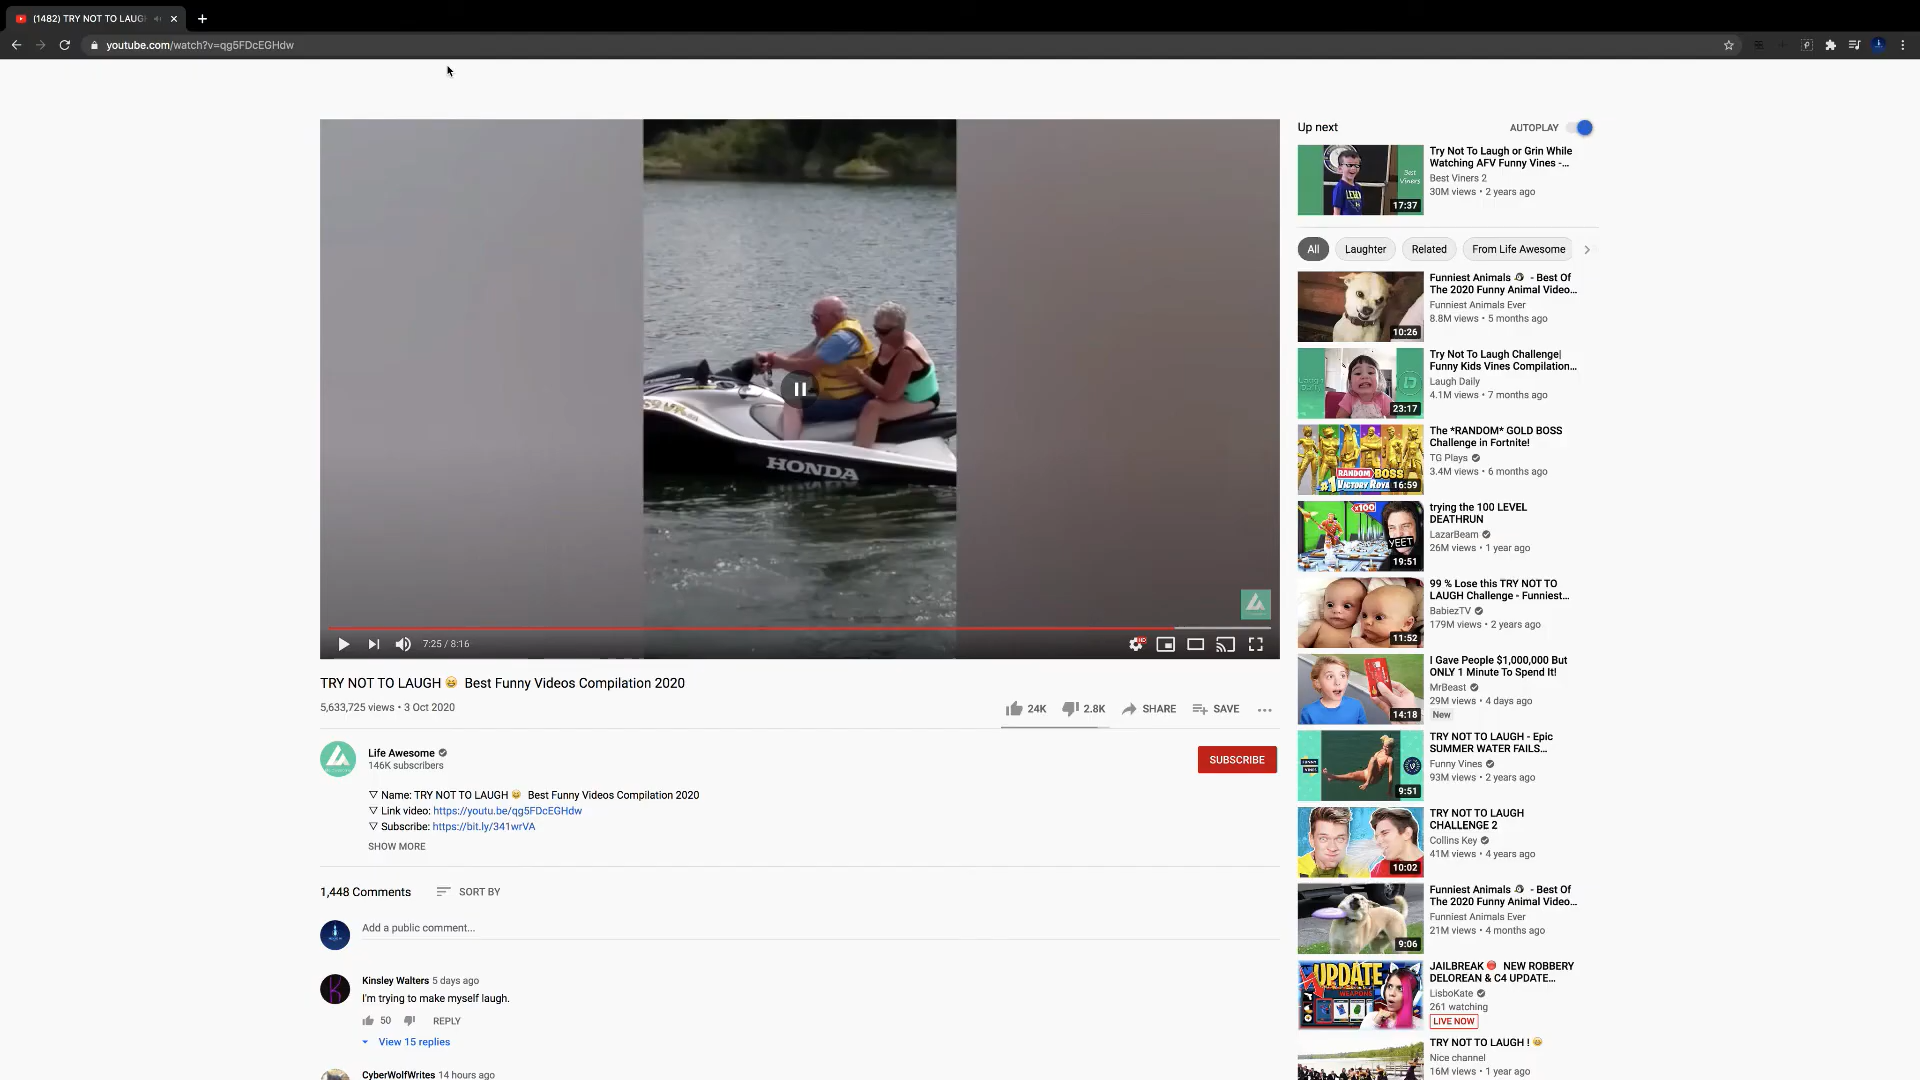 (1482) TRY NOT TO LAUG
youtube.com/watch?v=qg5FDcEGHdw
HONDA
7:25 / 8:16
TRY NOT TO LAUGH 😆 Best Funny Videos Compilation 2020
5,633,725 views • 3 Oct 2020
24K
2.8K
SHARE
SAVE
Life Awesome
146K subscribers
SUBSCRIBE
▽ Name: TRY NOT TO LAUGH 😆 Best Funny Videos Compilation 2020
▽ Link video: https://youtu.be/qg5FDcEGHdw
▽ Subscribe: https://bit.ly/341wrVA
SHOW MORE
1,448 Comments
SORT BY
Add a public comment...
Kinsley Walters 5 days ago
I'm trying to make myself laugh.
50
REPLY
View 15 replies
CyberWolfWrites 14 hours ago
Up next
AUTOPLAY
Best
Viners
17:37
Try Not To Laugh or Grin While
Watching AFV Funny Vines -...
Best Viners 2
30M views • 2 years ago
All
Laughter
Related
From Life Awesome
10:26
Funniest Animals 🐶 - Best Of
The 2020 Funny Animal Video...
Funniest Animals Ever
8.8M views • 5 months ago
23:17
Try Not To Laugh Challenge|
Funny Kids Vines Compilation...
Laugh Daily
4.1M views • 7 months ago
RANDOM BOSS
#1 VICTORY ROYA
16:59
The *RANDOM* GOLD BOSS
Challenge in Fortnite!
TG Plays
3.4M views • 6 months ago
x100
YEET
19:51
trying the 100 LEVEL
DEATHRUN
LazarBeam
26M views • 1 year ago
11:52
99 % Lose this TRY NOT TO
LAUGH Challenge - Funniest...
BabiezTV
179M views • 2 years ago
14:18
I Gave People $1,000,000 But
ONLY 1 Minute To Spend It!
MrBeast
29M views • 4 days ago
New
9:51
TRY NOT TO LAUGH - Epic
SUMMER WATER FAILS...
Funny Vines
93M views • 2 years ago
10:02
TRY NOT TO LAUGH
CHALLENGE 2
Collins Key
41M views • 4 years ago
9:06
Funniest Animals 🐶 - Best Of
The 2020 Funny Animal Video...
Funniest Animals Ever
21M views • 4 months ago
UPDATE
WEAPONS
JAILBREAK 🔴 NEW ROBBERY
DELOREAN & C4 UPDATE...
LisboKate
261 watching
LIVE NOW
TRY NOT TO LAUGH ! 😆
Nice channel
16M views • 1 year ago